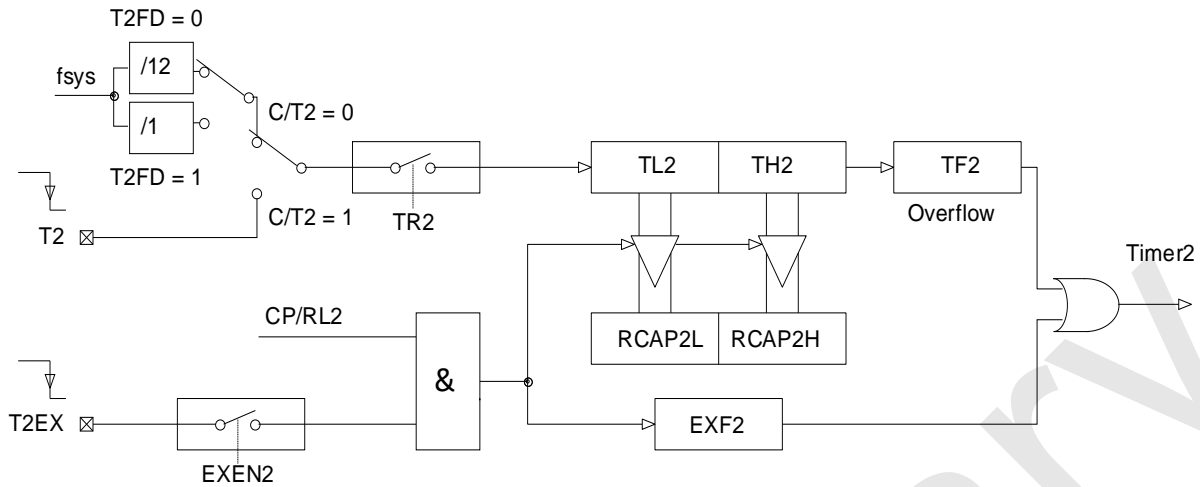 T2FD = 0
/12
fsys
C/T2 = 0
/1
T2FD = 1
TL2
TH2
TF2
C/T2 = 1
TR2
Overflow
T2
Timer2
CP/RL2
RCAP2L
RCAP2H
&
T2EX
EXF2
EXEN2